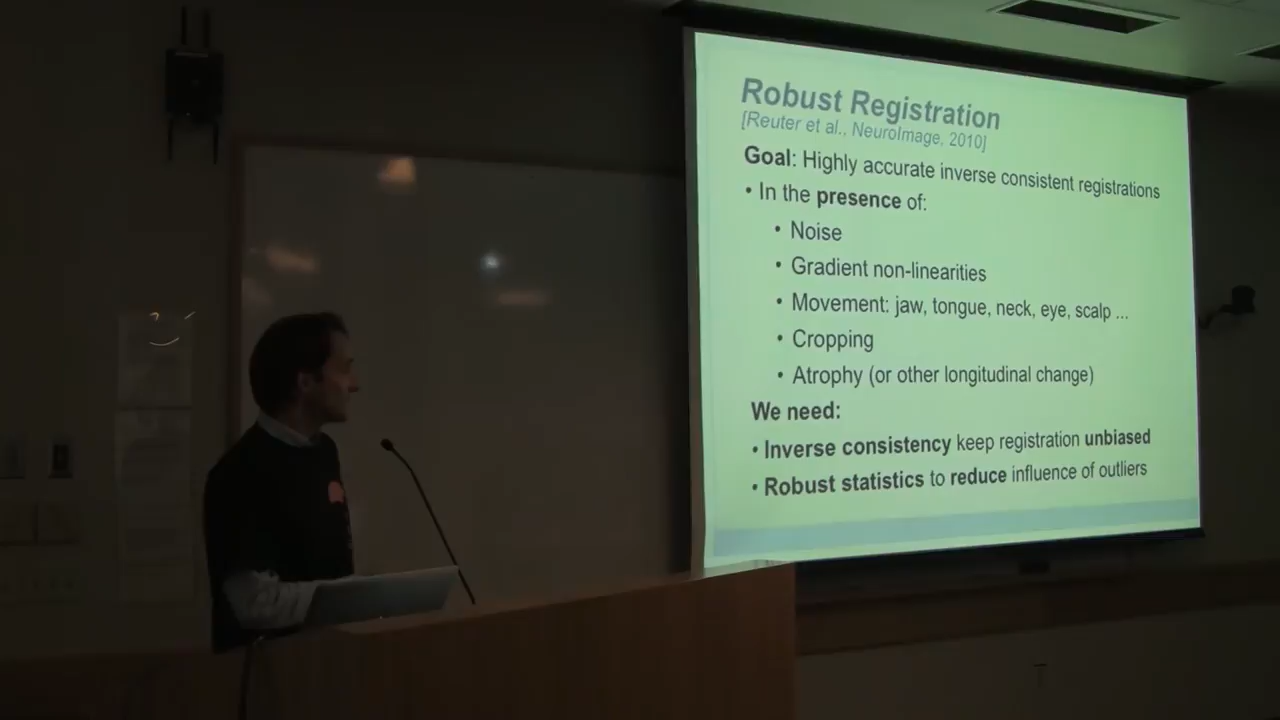 Robust Registration
[Reuter et al., NeuroImage, 2010]
Goal: Highly accurate inverse consistent registrations
• In the presence of:
• Noise
• Gradient non-linearities
• Movement: jaw, tongue, neck, eye, scalp ...
• Cropping
• Atrophy (or other longitudinal change)
We need:
• Inverse consistency keep registration unbiased
• Robust statistics to reduce influence of outliers